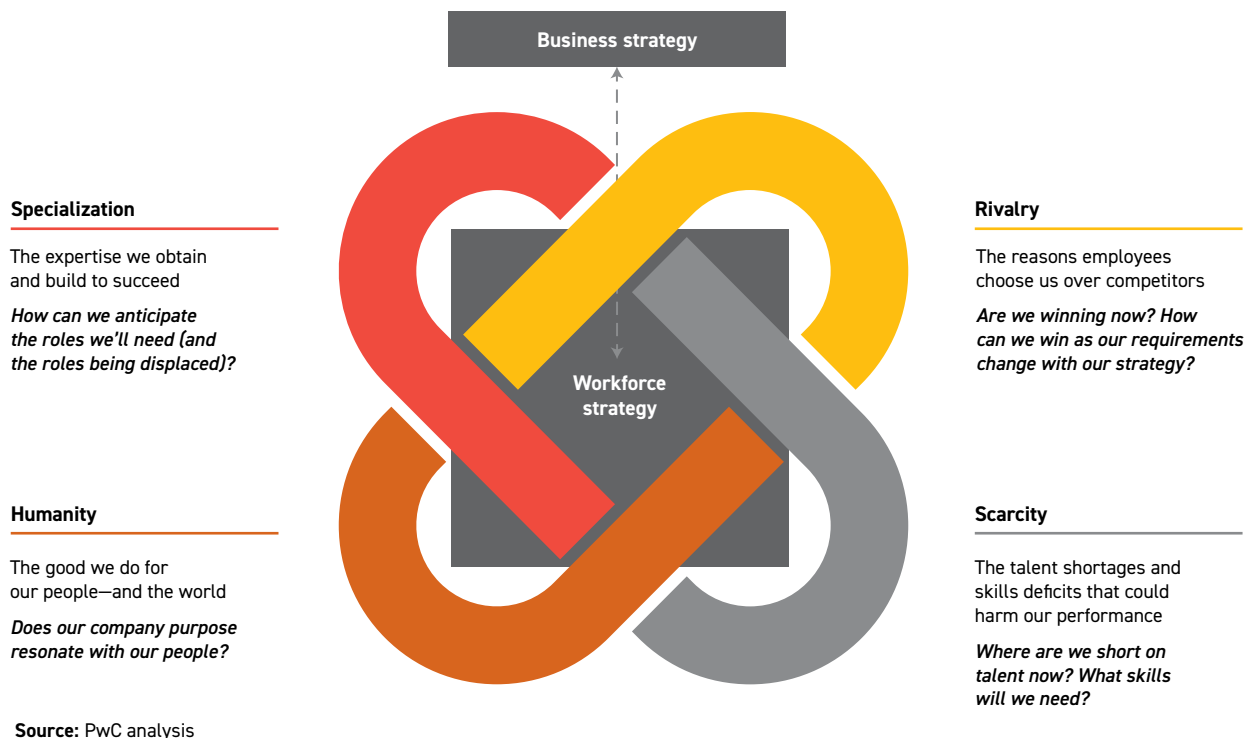 Business strategy
Specialization
The expertise we obtain
and build to succeed
How can we anticipate
the roles we’ll need (and
the roles being displaced)?
Rivalry
The reasons employees
choose us over competitors
Are we winning now? How
can we win as our requirements
change with our strategy?
Workforce
strategy
Humanity
The good we do for
our people—and the world
Does our company purpose
resonate with our people?
Scarcity
The talent shortages and
skills deficits that could
harm our performance
Where are we short on
talent now? What skills
will we need?
Source: PwC analysis